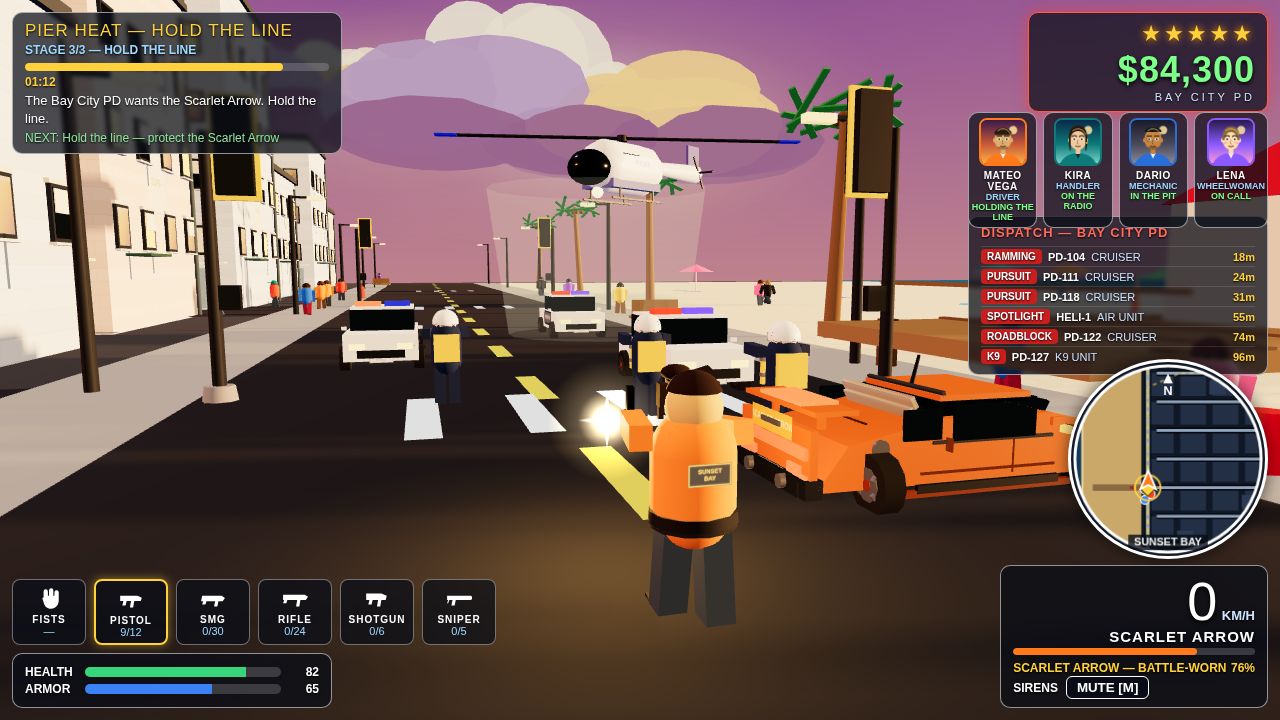 PIER HEAT — HOLD THE LINE
STAGE 3/3 — HOLD THE LINE
01:12
The Bay City PD wants the Scarlet Arrow. Hold the
line.
NEXT: Hold the line — protect the Scarlet Arrow
★★★★★
$84,300
BAY CITY PD
MATEO VEGA
DRIVER
HOLDING THE LINE
KIRA
HANDLER
ON THE RADIO
DARIO
MECHANIC
IN THE PIT
LENA
WHEELWOMAN
ON CALL
DISPATCH — BAY CITY PD
RAMMING PD-104 CRUISER 18m
PURSUIT PD-111 CRUISER 24m
PURSUIT PD-118 CRUISER 31m
SPOTLIGHT HELI-1 AIR UNIT 55m
ROADBLOCK PD-122 CRUISER 74m
K9 PD-127 K9 UNIT 96m
N
SUNSET BAY
SUNSET
BAY
FISTS
—
PISTOL
9/12
SMG
0/30
RIFLE
0/24
SHOTGUN
0/6
SNIPER
0/5
HEALTH 82
ARMOR 65
0 KM/H
SCARLET ARROW
SCARLET ARROW — BATTLE-WORN 76%
SIRENS MUTE [M]